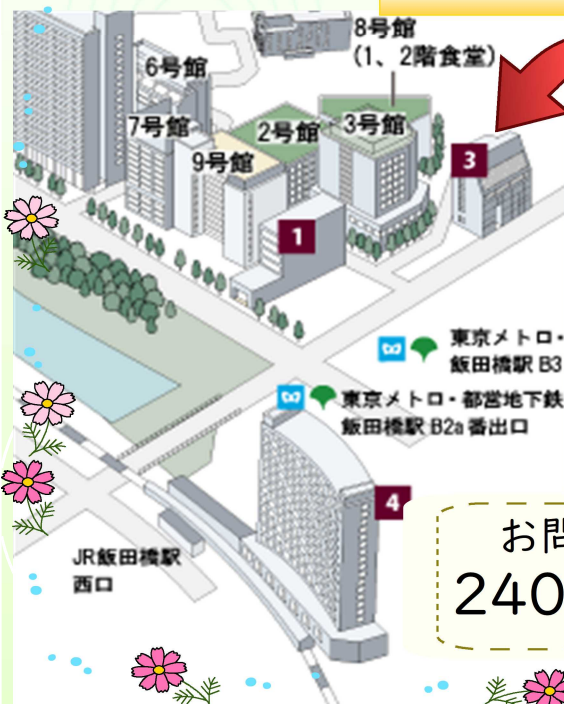 8号館
(1、2階食堂)
6号館
7号館
2号館
3号館
9号館
3
1
東京メトロ・
飯田橋駅 B3
東京メトロ・都営地下鉄
飯田橋駅 B2a 番出口
4
お問
240
JR飯田橋駅
西口